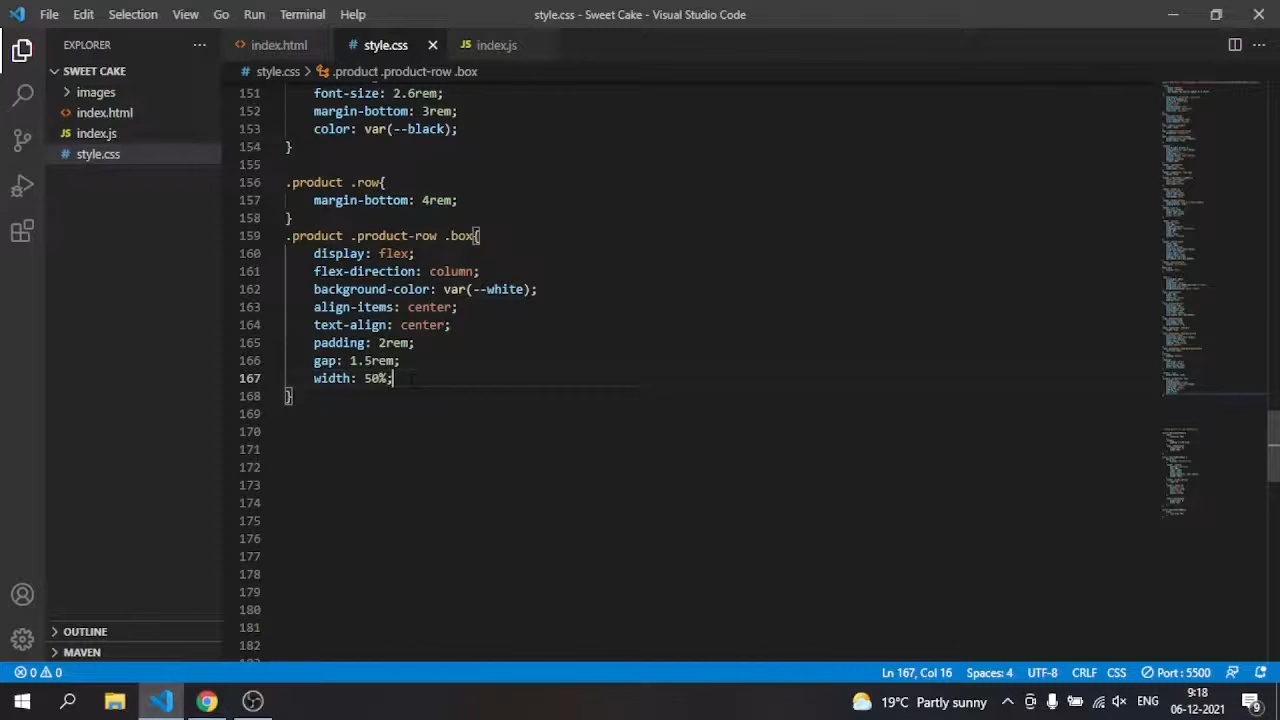 File Edit Selection View Go Run Terminal Help
style.css - Sweet Cake - Visual Studio Code
EXPLORER
index.html
# style.css
JS index.js
SWEET CAKE
images
index.html
JS index.js
# style.css
# style.css > .product .product-row .box
151 font-size: 2.6rem;
152 margin-bottom: 3rem;
153 color: var(--black);
154 }
155
156 .product .row{
157 margin-bottom: 4rem;
158 }
159 .product .product-row .box{
160 display: flex;
161 flex-direction: column;
162 background-color: var(--white);
163 align-items: center;
164 text-align: center;
165 padding: 2rem;
166 gap: 1.5rem;
167 width: 50%;
168 }
169
170
171
172
173
174
175
176
177
178
179
180
181
182
OUTLINE
MAVEN
0 0
Ln 167, Col 16 Spaces: 4 UTF-8 CRLF CSS Port : 5500
19°C Partly sunny
ENG
9:18
06-12-2021
9